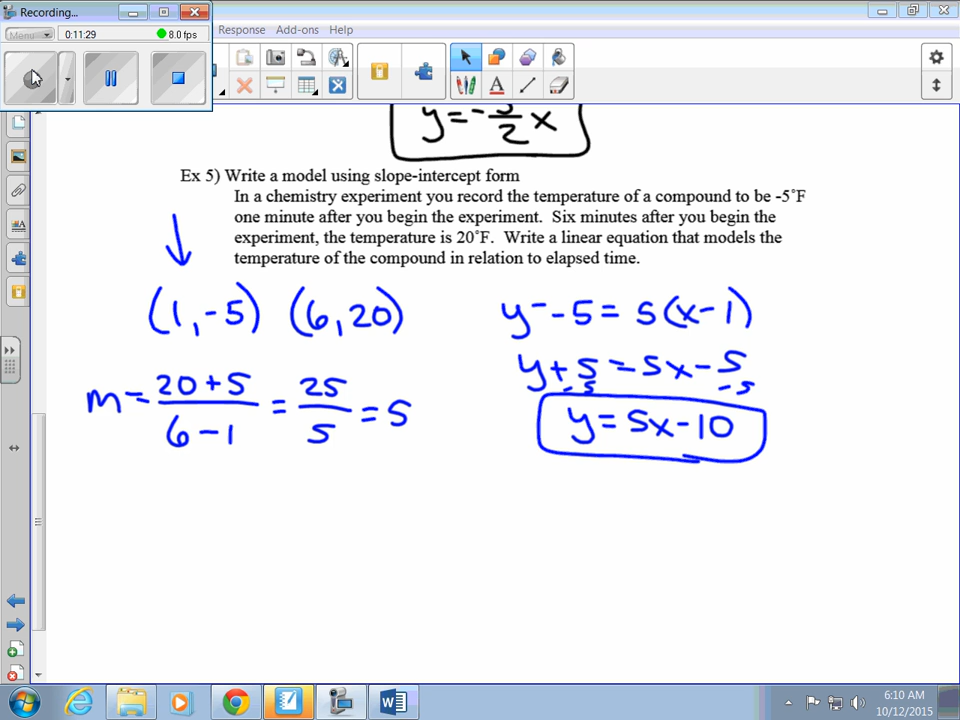 Recording...
Menu
0:11:29
8.0 fps
Response Add-ons Help
y=-3/2 x
Ex 5) Write a model using slope-intercept form
In a chemistry experiment you record the temperature of a compound to be -5˚F
one minute after you begin the experiment. Six minutes after you begin the
experiment, the temperature is 20˚F. Write a linear equation that models the
temperature of the compound in relation to elapsed time.
(1,-5) (6,20)
m=20+5/6-1=25/5=5
y--5=5(x-1)
y+5=5x-5
-5 -5
y=5x-10
6:10 AM
10/12/2015